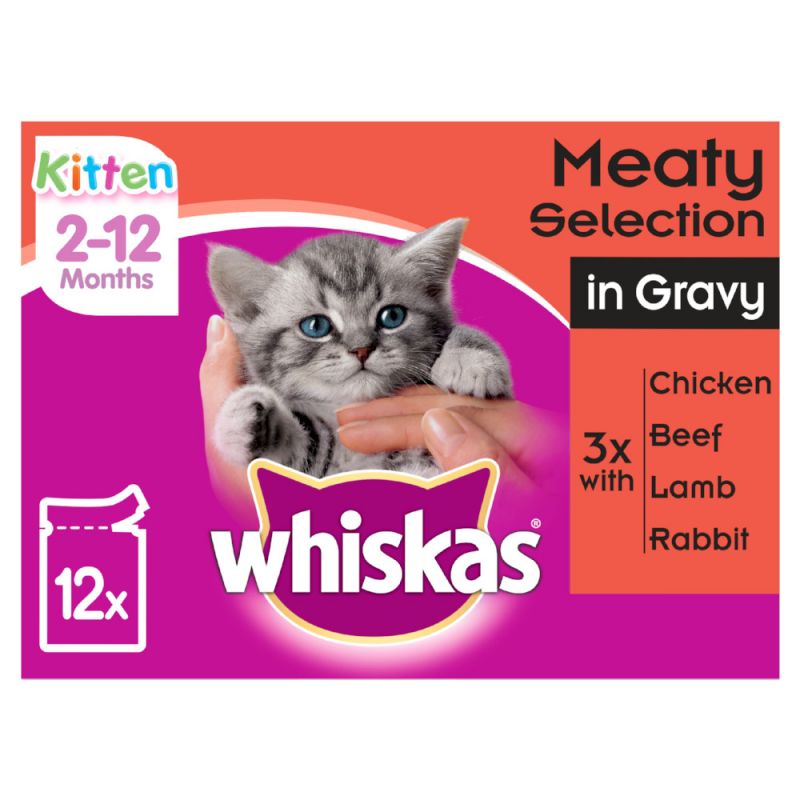 Kitten
2-12
Months
Meaty
Selection
in Gravy
3x
with
Chicken
Beef
Lamb
Rabbit
12x
whiskas®